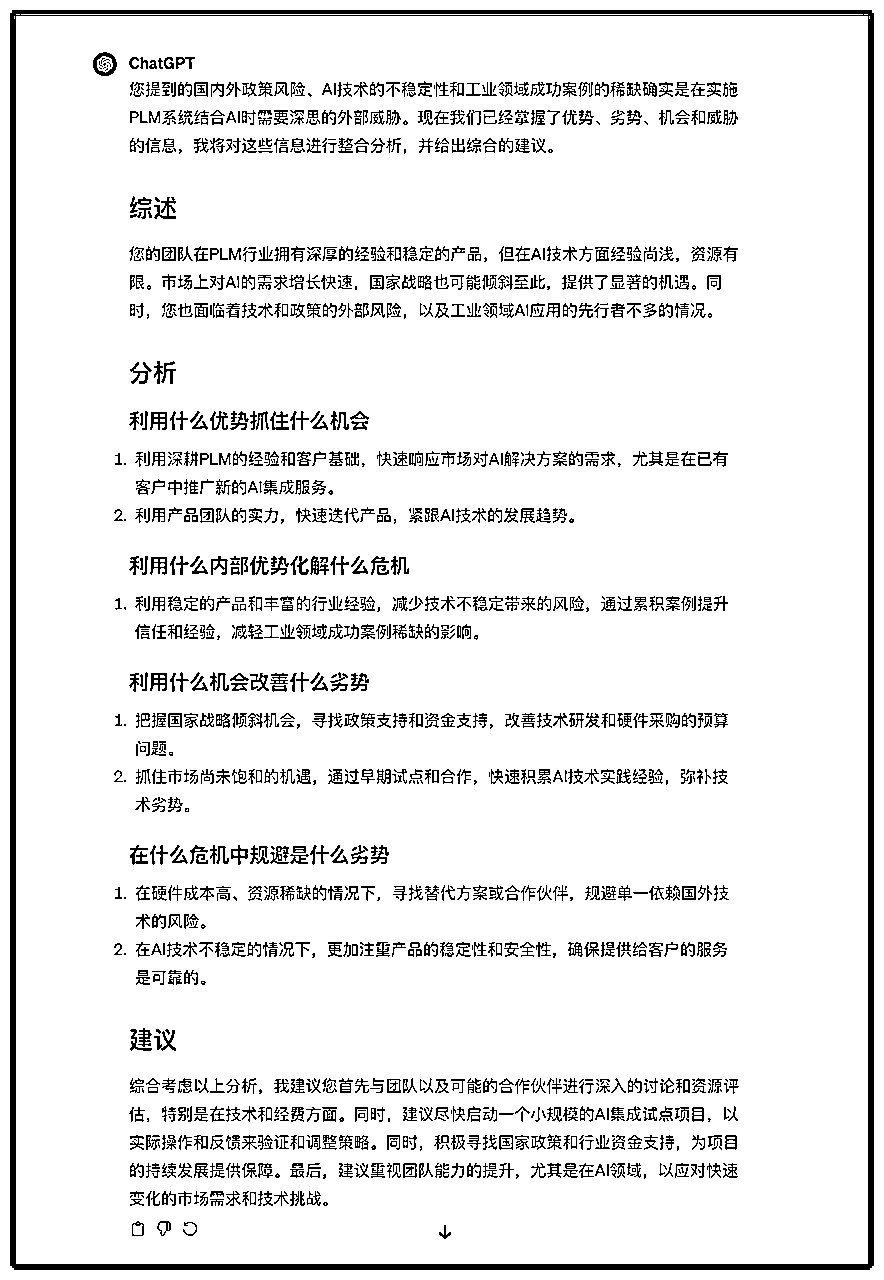 ChatGPT
您提到的国内外政策风险、AI技术的不稳定性和工业领域成功案例的稀缺确实是在实施
PLM系统结合AI时需要深思的外部威胁。现在我们已经掌握了优势、劣势、机会和威胁
的信息，我将对这些信息进行整合分析，并给出综合的建议。
综述
您的团队在PLM行业拥有深厚的经验和稳定的产品，但在AI技术方面经验尚浅，资源有
限。市场上对AI的需求增长快速，国家战略也可能倾斜至此，提供了显著的机遇。同
时，您也面临着技术和政策的外部风险，以及工业领域AI应用的先行者不多的情况。
分析
利用什么优势抓住什么机会
1. 利用深耕PLM的经验和客户基础，快速响应市场对AI解决方案的需求，尤其是在已有
客户中推广新的AI集成服务。
2. 利用产品团队的实力，快速迭代产品，紧跟AI技术的发展趋势。
利用什么内部优势化解什么危机
1. 利用稳定的产品和丰富的行业经验，减少技术不稳定带来的风险，通过累积案例提升
信任和经验，减轻工业领域成功案例稀缺的影响。
利用什么机会改善什么劣势
1. 把握国家战略倾斜机会，寻找政策支持和资金支持，改善技术研发和硬件采购的预算
问题。
2. 抓住市场尚未饱和的机遇，通过早期试点和合作，快速积累AI技术实践经验，弥补技
术劣势。
在什么危机中规避是什么劣势
1. 在硬件成本高、资源稀缺的情况下，寻找替代方案或合作伙伴，规避单一依赖国外技
术的风险。
2. 在AI技术不稳定的情况下，更加注重产品的稳定性和安全性，确保提供给客户的服务
是可靠的。
建议
综合考虑以上分析，我建议您首先与团队以及可能的合作伙伴进行深入的讨论和资源评
估，特别是在技术和经费方面。同时，建议尽快启动一个小规模的AI集成试点项目，以
实际操作和反馈来验证和调整策略。同时，积极寻找国家政策和行业资金支持，为项目
的持续发展提供保障。最后，建议重视团队能力的提升，尤其是在AI领域，以应对快速
变化的市场需求和技术挑战。